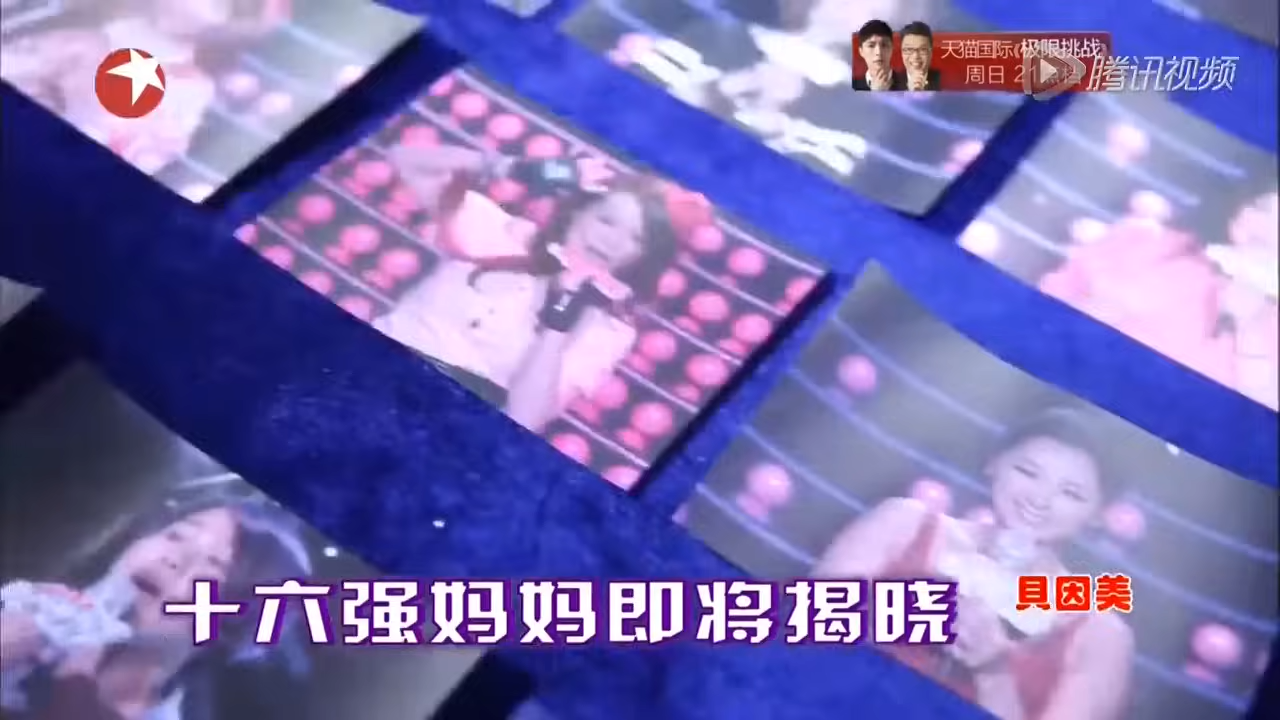 天猫国际《极限挑战》
周日 21
腾讯视频
十六强妈妈即将揭晓
贝因美